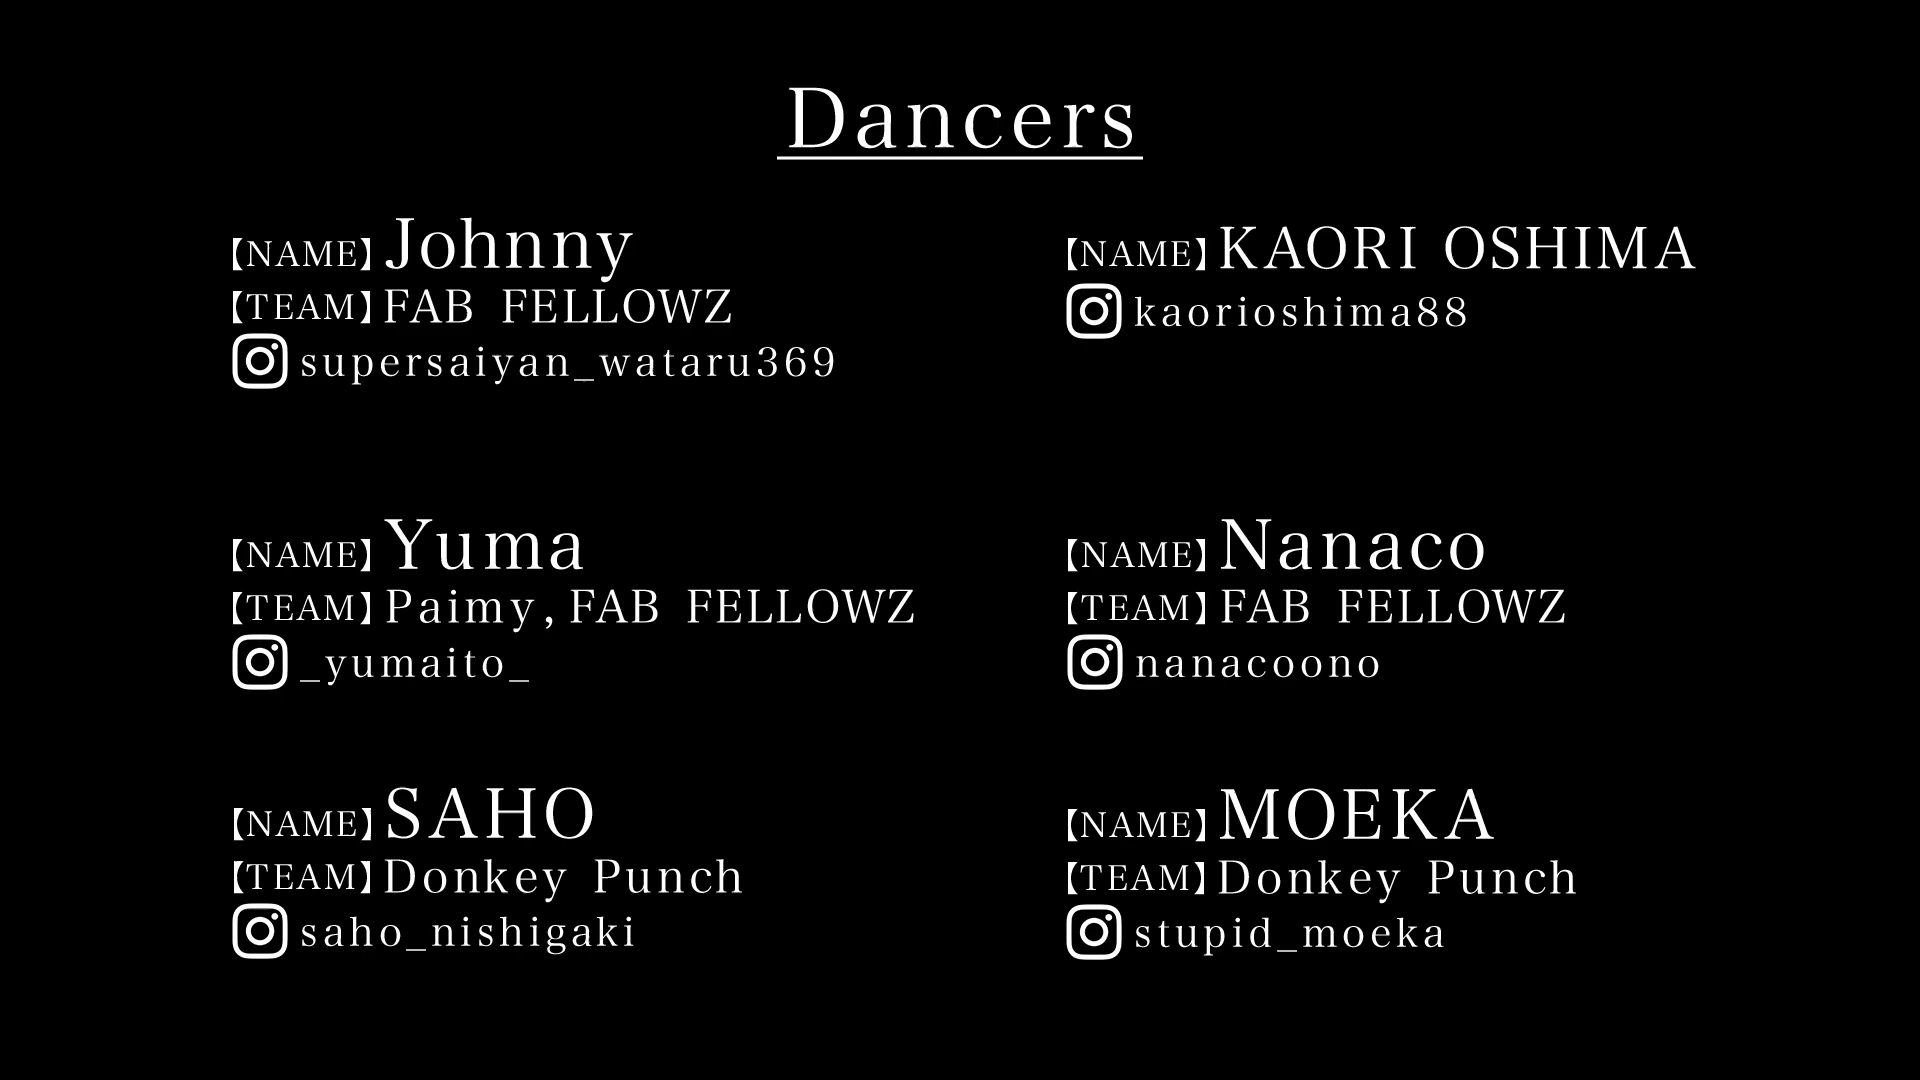 Dancers
【NAME】Johnny
【TEAM】FAB FELLOWZ
supersaiyan_wataru369
【NAME】KAORI OSHIMA
kaorioshima88
【NAME】Yuma
【TEAM】Paimy, FAB FELLOWZ
_yumaito_
【NAME】Nanaco
【TEAM】FAB FELLOWZ
nanacoono
【NAME】SAHO
【TEAM】Donkey Punch
saho_nishigaki
【NAME】MOEKA
【TEAM】Donkey Punch
stupid_moeka